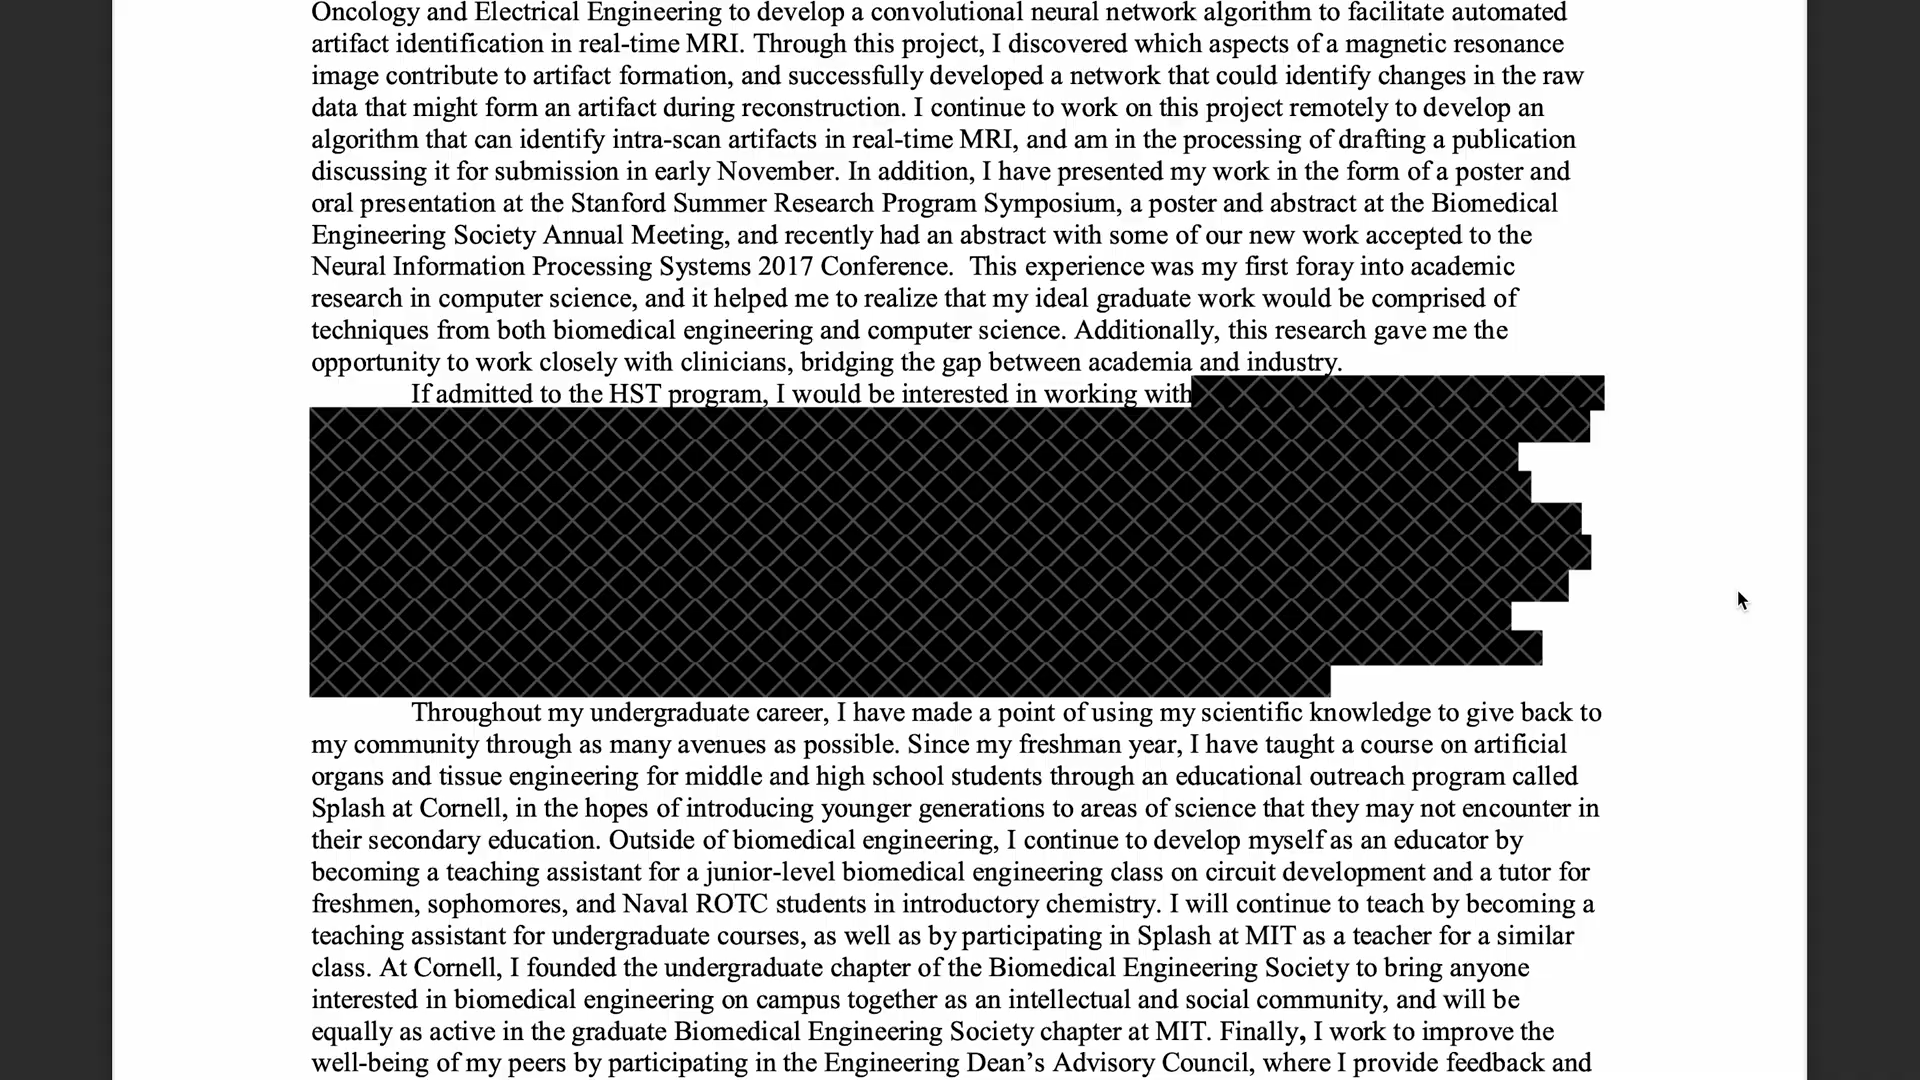 Oncology and Electrical Engineering to develop a convolutional neural network algorithm to facilitate automated
artifact identification in real-time MRI. Through this project, I discovered which aspects of a magnetic resonance
image contribute to artifact formation, and successfully developed a network that could identify changes in the raw
data that might form an artifact during reconstruction. I continue to work on this project remotely to develop an
algorithm that can identify intra-scan artifacts in real-time MRI, and am in the processing of drafting a publication
discussing it for submission in early November. In addition, I have presented my work in the form of a poster and
oral presentation at the Stanford Summer Research Program Symposium, a poster and abstract at the Biomedical
Engineering Society Annual Meeting, and recently had an abstract with some of our new work accepted to the
Neural Information Processing Systems 2017 Conference.  This experience was my first foray into academic
research in computer science, and it helped me to realize that my ideal graduate work would be comprised of
techniques from both biomedical engineering and computer science. Additionally, this research gave me the
opportunity to work closely with clinicians, bridging the gap between academia and industry.
If admitted to the HST program, I would be interested in working with
Throughout my undergraduate career, I have made a point of using my scientific knowledge to give back to
my community through as many avenues as possible. Since my freshman year, I have taught a course on artificial
organs and tissue engineering for middle and high school students through an educational outreach program called
Splash at Cornell, in the hopes of introducing younger generations to areas of science that they may not encounter in
their secondary education. Outside of biomedical engineering, I continue to develop myself as an educator by
becoming a teaching assistant for a junior-level biomedical engineering class on circuit development and a tutor for
freshmen, sophomores, and Naval ROTC students in introductory chemistry. I will continue to teach by becoming a
teaching assistant for undergraduate courses, as well as by participating in Splash at MIT as a teacher for a similar
class. At Cornell, I founded the undergraduate chapter of the Biomedical Engineering Society to bring anyone
interested in biomedical engineering on campus together as an intellectual and social community, and will be
equally as active in the graduate Biomedical Engineering Society chapter at MIT. Finally, I work to improve the
well-being of my peers by participating in the Engineering Dean’s Advisory Council, where I provide feedback and